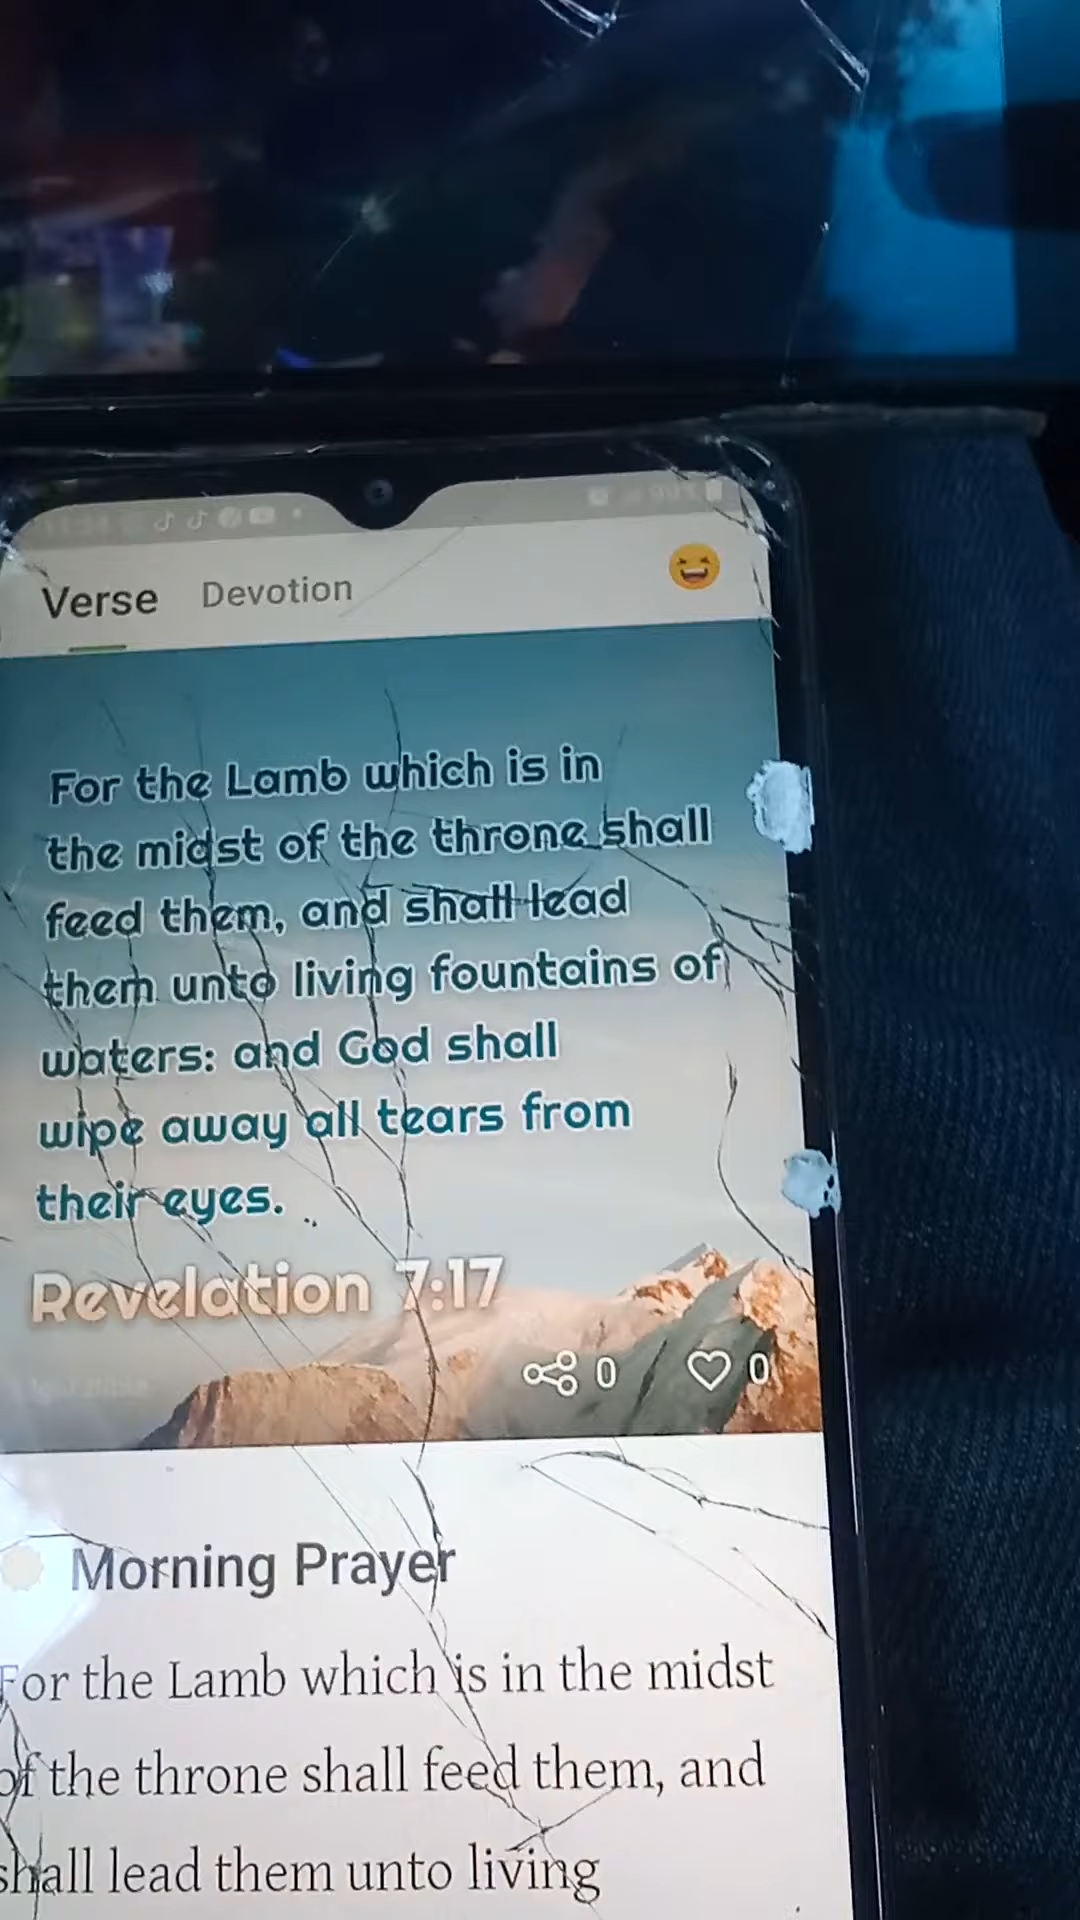 Verse Devotion
For the Lamb which is in
the midst of the throne shall
feed them, and shall lead
them unto living fountains of
waters: and God shall
wipe away all tears from
their eyes.
Revelation 7:17
0 0
Morning Prayer
For the Lamb which is in the midst
of the throne shall feed them, and
shall lead them unto living